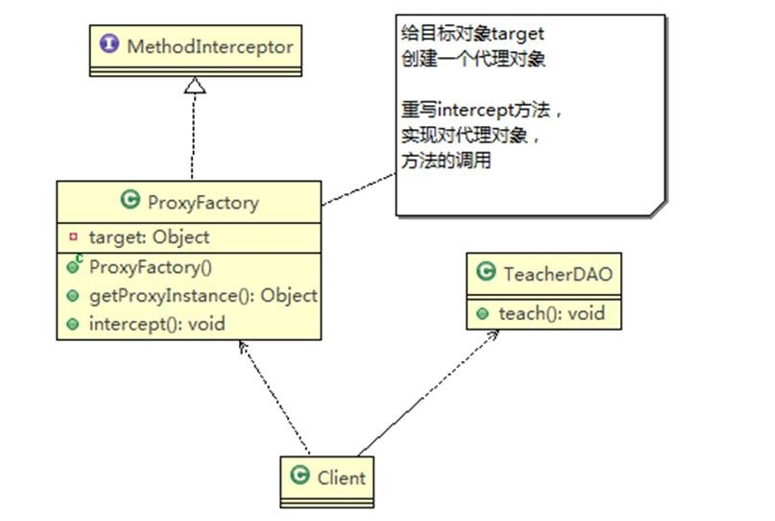 MethodInterceptor
给目标对象target
创建一个代理对象
重写intercept方法，
实现对代理对象，
方法的调用
ProxyFactory
target: Object
ProxyFactory()
getProxyInstance(): Object
intercept(): void
TeacherDAO
teach(): void
Client